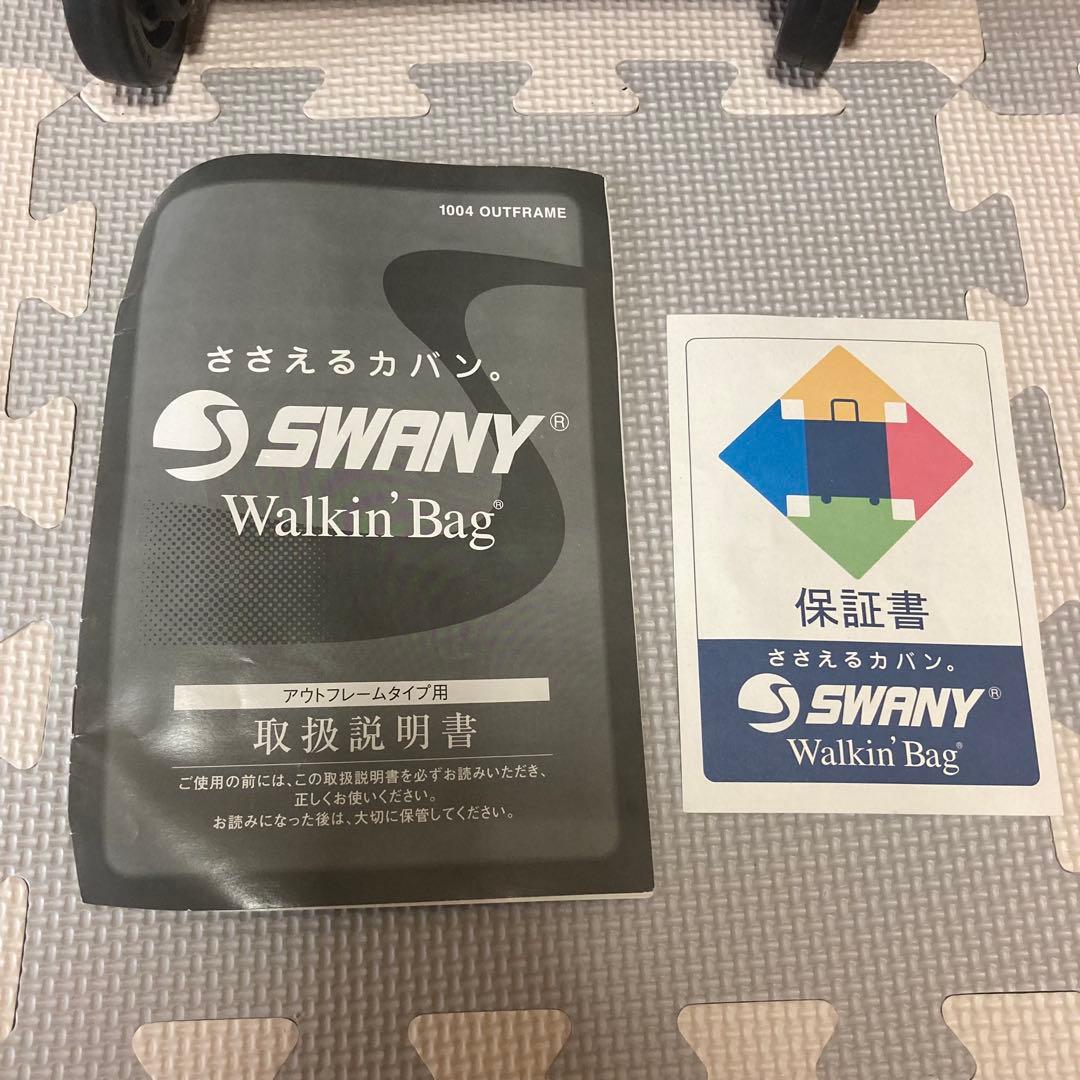 1004 OUTFRAME
ささえるカバン。
SWANY®
Walkin' Bag®
アウトフレームタイプ用
取扱説明書
ご使用の前には、この取扱説明書を必ずお読みいただき、
正しくお使いください。
お読みになった後は、大切に保管してください。
保証書
ささえるカバン。
SWANY®
Walkin' Bag®